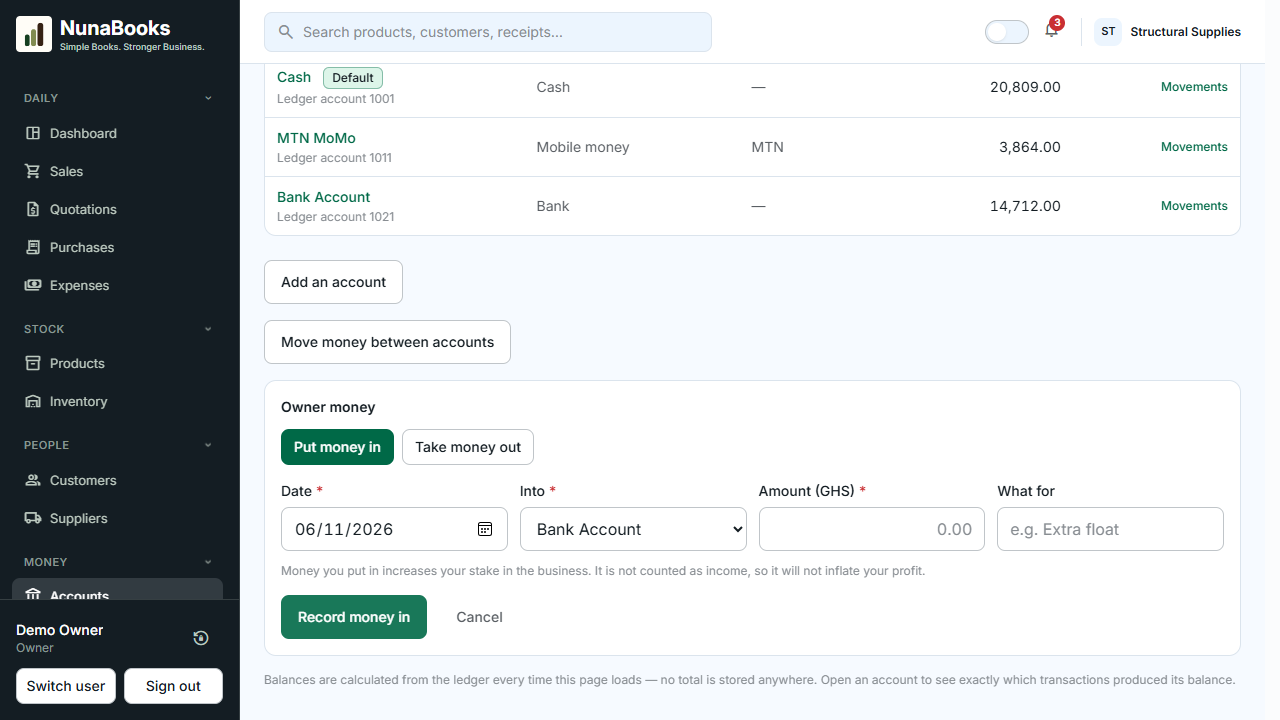 NunaBooks
Simple Books. Stronger Business.
DAILY
Dashboard
Sales
Quotations
Purchases
Expenses
STOCK
Products
Inventory
PEOPLE
Customers
Suppliers
MONEY
Accounts
Demo Owner
Owner
Switch user
Sign out
Search products, customers, receipts...
3
ST
Structural Supplies
Cash
Default
Ledger account 1001
Cash
—
20,809.00
Movements
MTN MoMo
Ledger account 1011
Mobile money
MTN
3,864.00
Movements
Bank Account
Ledger account 1021
Bank
—
14,712.00
Movements
Add an account
Move money between accounts
Owner money
Put money in
Take money out
Date *
Into *
Amount (GHS) *
What for
06/11/2026
Bank Account
0.00
e.g. Extra float
Money you put in increases your stake in the business. It is not counted as income, so it will not inflate your profit.
Record money in
Cancel
Balances are calculated from the ledger every time this page loads — no total is stored anywhere. Open an account to see exactly which transactions produced its balance.